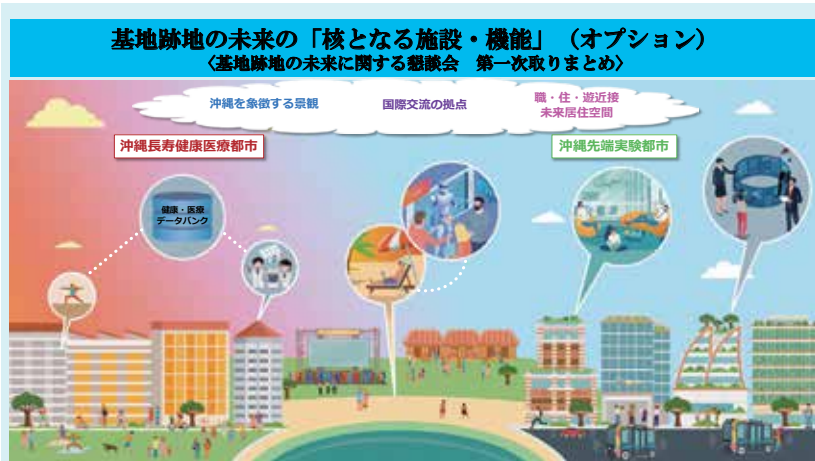 基地跡地の未来の「核となる施設・機能」（オプション）
〈基地跡地の未来に関する懇談会　第一次取りまとめ〉
沖縄を象徴する景観
国際交流の拠点
職・住・遊近接
未来居住空間
沖縄長寿健康医療都市
沖縄先端実験都市
健康・医療
データバンク